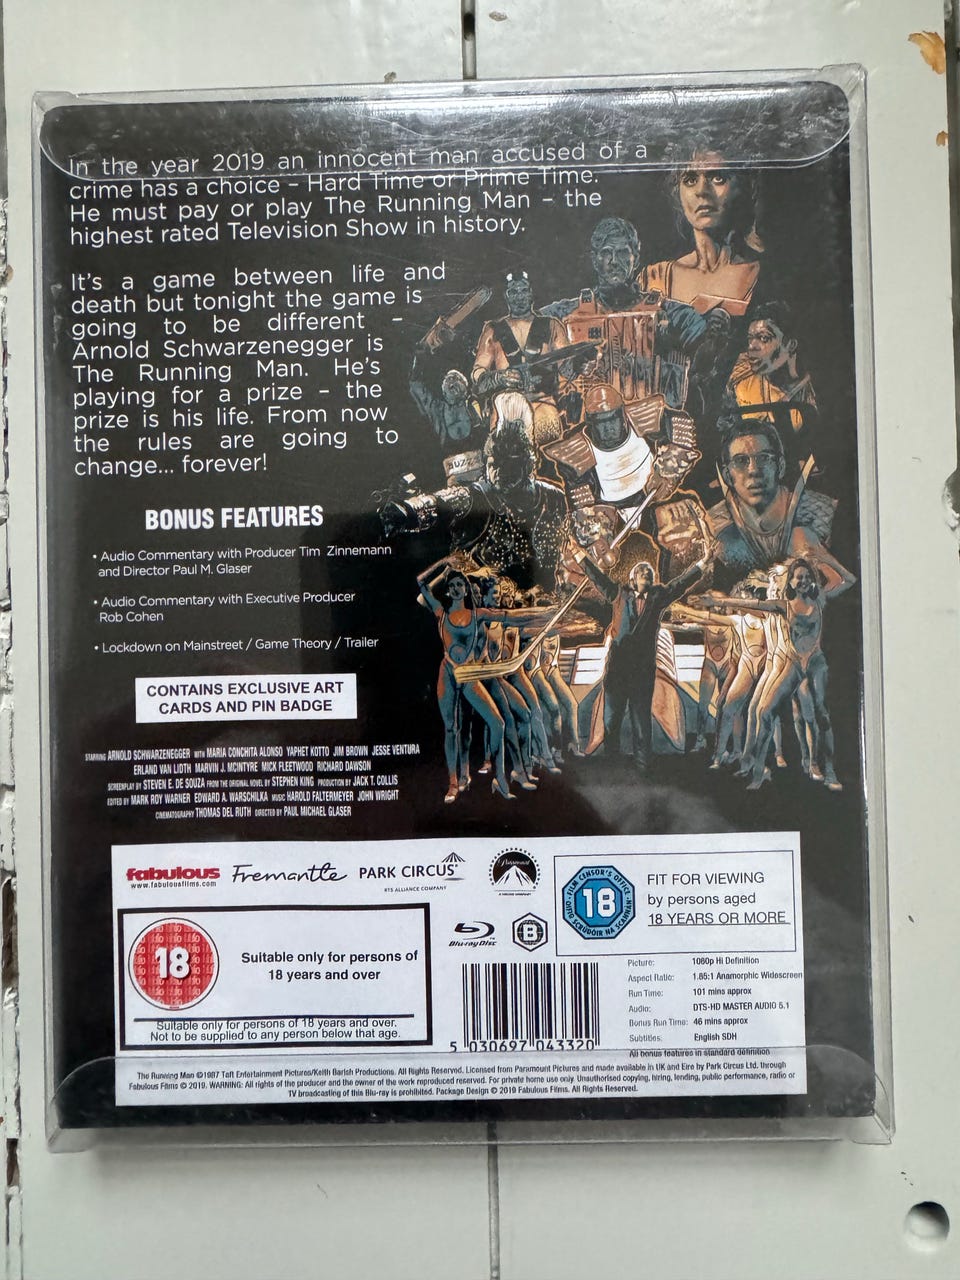 In the year 2019 an innocent man accused of a
crime has a choice – Hard Time or Prime Time.
He must pay or play The Running Man – the
highest rated Television Show in history.
It's a game between life and
death but tonight the game is
going to be different –
Arnold Schwarzenegger is
The Running Man. He's
playing for a prize – the
prize is his life. From now
the rules are going to
change... forever!
BONUS FEATURES
• Audio Commentary with Producer Tim Zinnemann
and Director Paul M. Glaser
• Audio Commentary with Executive Producer
Rob Cohen
• Lockdown on Mainstreet / Game Theory / Trailer
CONTAINS EXCLUSIVE ART
CARDS AND PIN BADGE
STARRING ARNOLD SCHWARZENEGGER WITH MARIA CONCHITA ALONSO YAPHET KOTTO JIM BROWN JESSE VENTURA
ERLAND VAN LIDTH MARVIN J. MCINTYRE MICK FLEETWOOD RICHARD DAWSON
SCREENPLAY BY STEVEN E. DE SOUZA FROM THE ORIGINAL NOVEL BY STEPHEN KING PRODUCTION BY JACK T. COLLIS
EDITED BY MARK ROY WARNER EDWARD A. WARSCHILKA MUSIC HAROLD FALTERMEYER JOHN WRIGHT
CINEMATOGRAPHY THOMAS DEL RUTH DIRECTED BY PAUL MICHAEL GLASER
BUZZ
fabulous
www.fabulousfilms.com
Fremantle
PARK CIRCUS
RTS ALLIANCE COMPANY
Paramount
18
Suitable only for persons of
18 years and over
Suitable only for persons of 18 years and over.
Not to be supplied to any person below that age.
Blu-ray Disc
B
FILM CENSOR'S OFFICE
OIFIG SCRÚDÓIR NA SCANNÁN
18
FIT FOR VIEWING
by persons aged
18 YEARS OR MORE
5 030697 043320
Picture: 1080p Hi Definition
Aspect Ratio: 1.85:1 Anamorphic Widescreen
Run Time: 101 mins approx
Audio: DTS-HD MASTER AUDIO 5.1
Bonus Run Time: 46 mins approx
Subtitles: English SDH
All bonus features in standard definition
The Running Man ©1987 Taft Entertainment Pictures/Keith Barish Productions. All Rights Reserved. Licensed from Paramount Pictures and made available in UK and Eire by Park Circus Ltd. through
Fabulous Films © 2019. WARNING: All rights of the producer and the owner of the work reproduced reserved. For private home use only. Unauthorised copying, hiring, lending, public performance, radio or
TV broadcasting of this Blu-ray is prohibited. Package Design © 2019 Fabulous Films. All Rights Reserved.